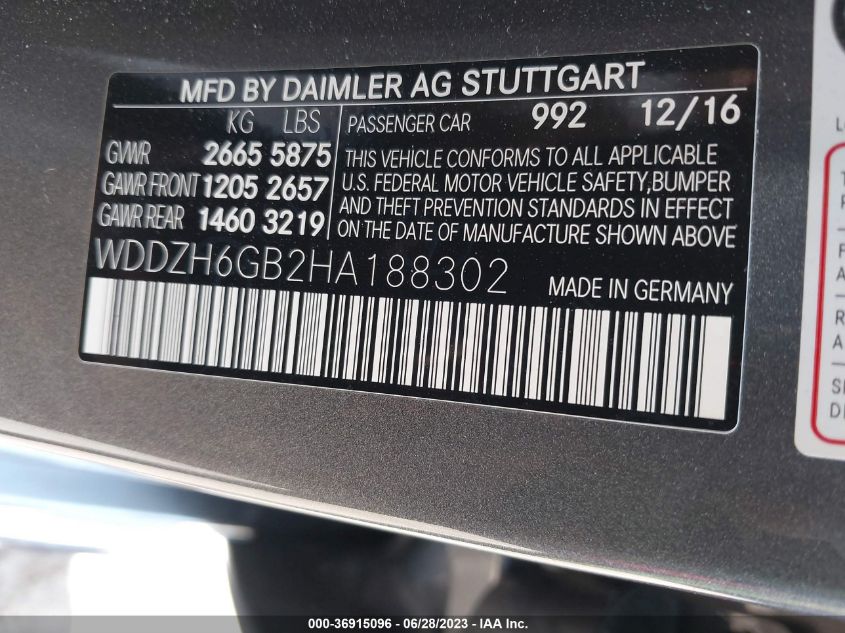 MFD BY DAIMLER AG STUTTGART
KG LBS
PASSENGER CAR 992 12/16
GVWR 2665 5875
GAWR FRONT 1205 2657
GAWR REAR 1460 3219
THIS VEHICLE CONFORMS TO ALL APPLICABLE
U.S. FEDERAL MOTOR VEHICLE SAFETY,BUMPER
AND THEFT PREVENTION STANDARDS IN EFFECT
ON THE DATE OF MANUFACTURE SHOWN ABOVE
WDDZH6GB2HA188302
MADE IN GERMANY
000-36915096 - 06/28/2023 - IAA Inc.